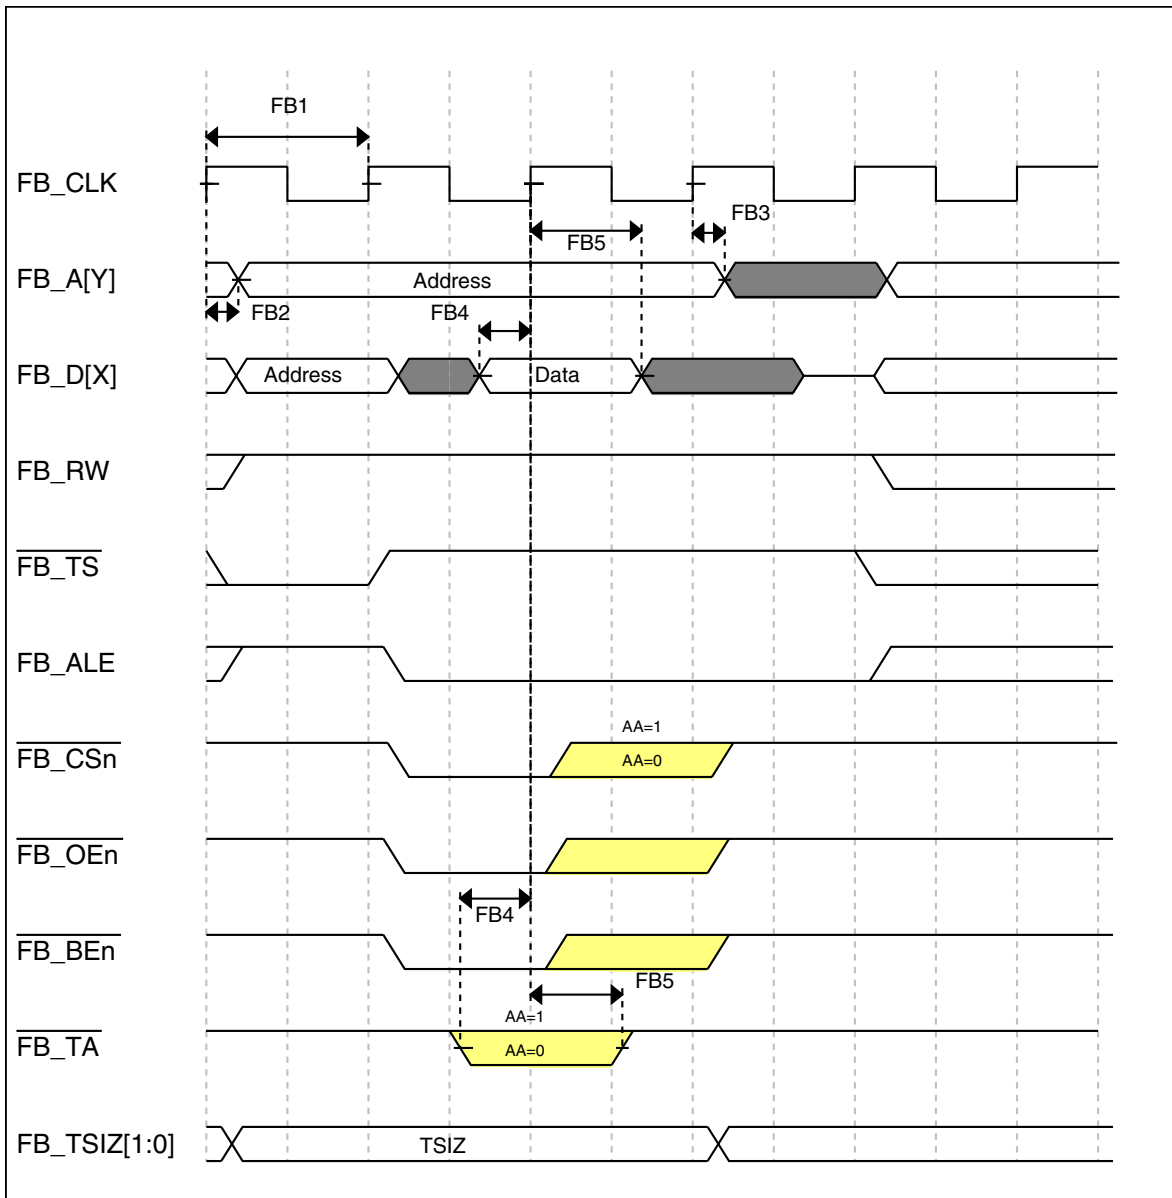 FB1
FB_CLK
FB3
FB5
FB_A[Y]
Address
FB2
FB4
FB_D[X]
Address
Data
FB_RW
FB_TS
FB_ALE
AA=1
FB_CSn
AA=0
FB_OEn
FB4
FB_BEn
FB5
AA=1
FB_TA
AA=0
FB_TSIZ[1:0]
TSIZ